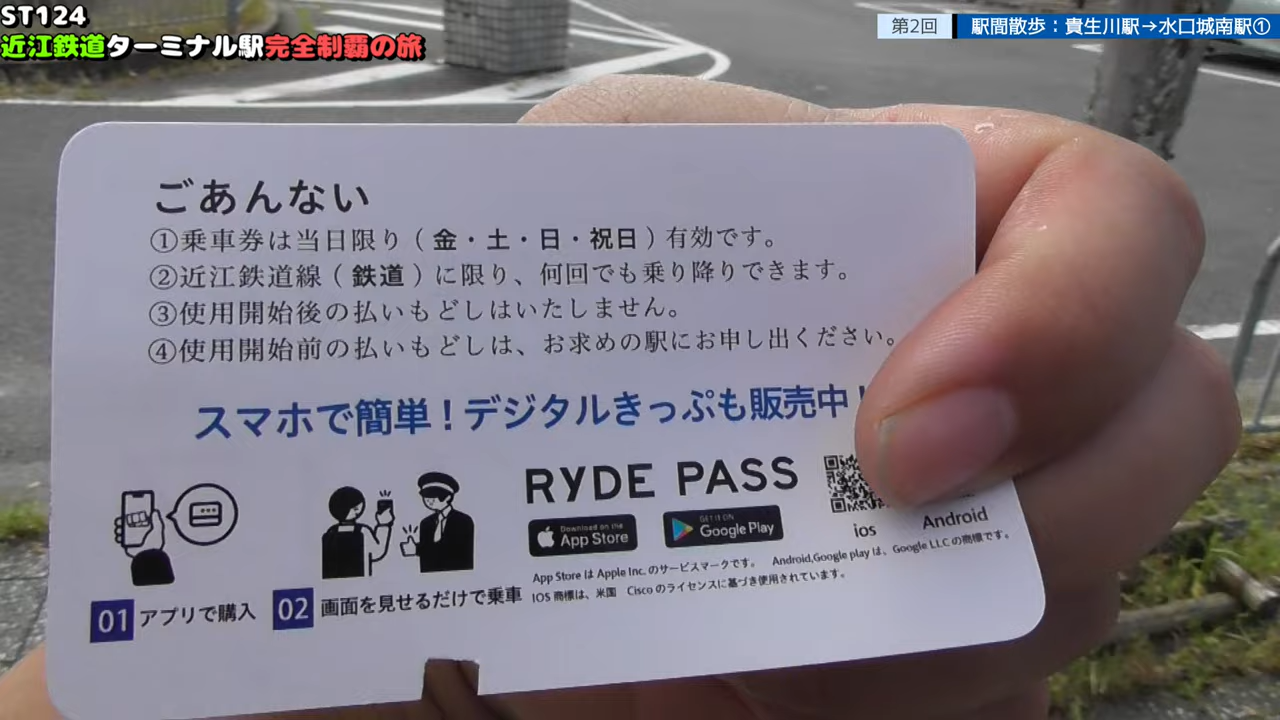 ST124
近江鉄道ターミナル駅完全制覇の旅
第2回 駅間散歩：貴生川駅→水口城南駅①
ごあんない
①乗車券は当日限り（金・土・日・祝日）有効です。
②近江鉄道線（鉄道）に限り、何回でも乗り降りできます。
③使用開始後の払いもどしはいたしません。
④使用開始前の払いもどしは、お求めの駅にお申し出ください。
スマホで簡単！デジタルきっぷも販売中！
RYDE PASS
Download on the
App Store
GET IT ON
Google Play
ios
Android
App Store は Apple Inc. のサービスマークです。 Android,Google play は、Google LLC の商標です。
IOS 商標は、米国 Cisco のライセンスに基づき使用されています。
01 アプリで購入
02 画面を見せるだけで乗車